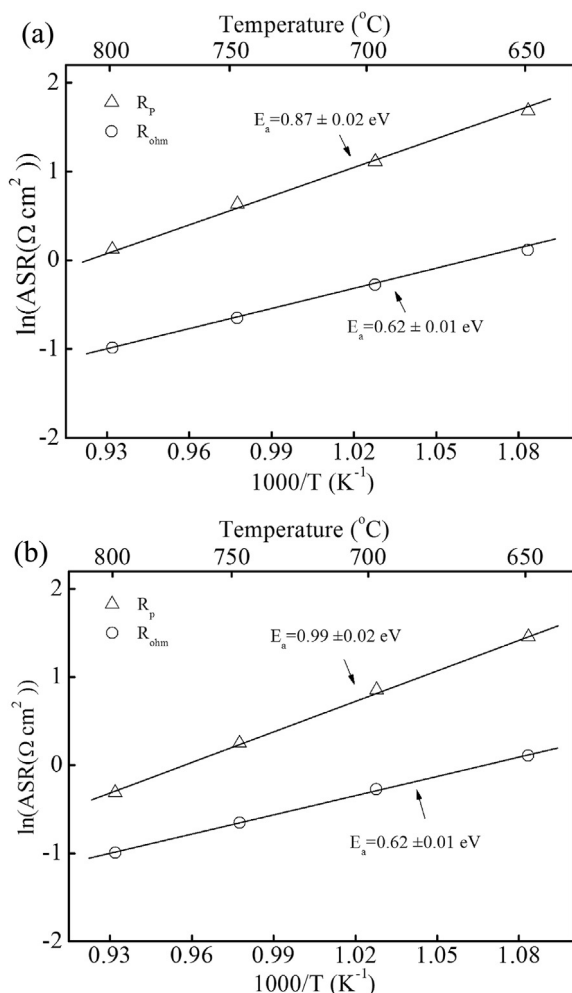 (a)
Temperature (°C)
800 750 700 650
2
1
0
-1
-2
ln(ASR(Ω cm²))
R_P
R_ohm
E_a=0.87 ± 0.02 eV
E_a=0.62 ± 0.01 eV
0.93 0.96 0.99 1.02 1.05 1.08
1000/T (K⁻¹)
(b)
Temperature (°C)
800 750 700 650
2
1
0
-1
-2
ln(ASR(Ω cm²))
R_p
R_ohm
E_a=0.99 ±0.02 eV
E_a=0.62 ±0.01 eV
0.93 0.96 0.99 1.02 1.05 1.08
1000/T (K⁻¹)